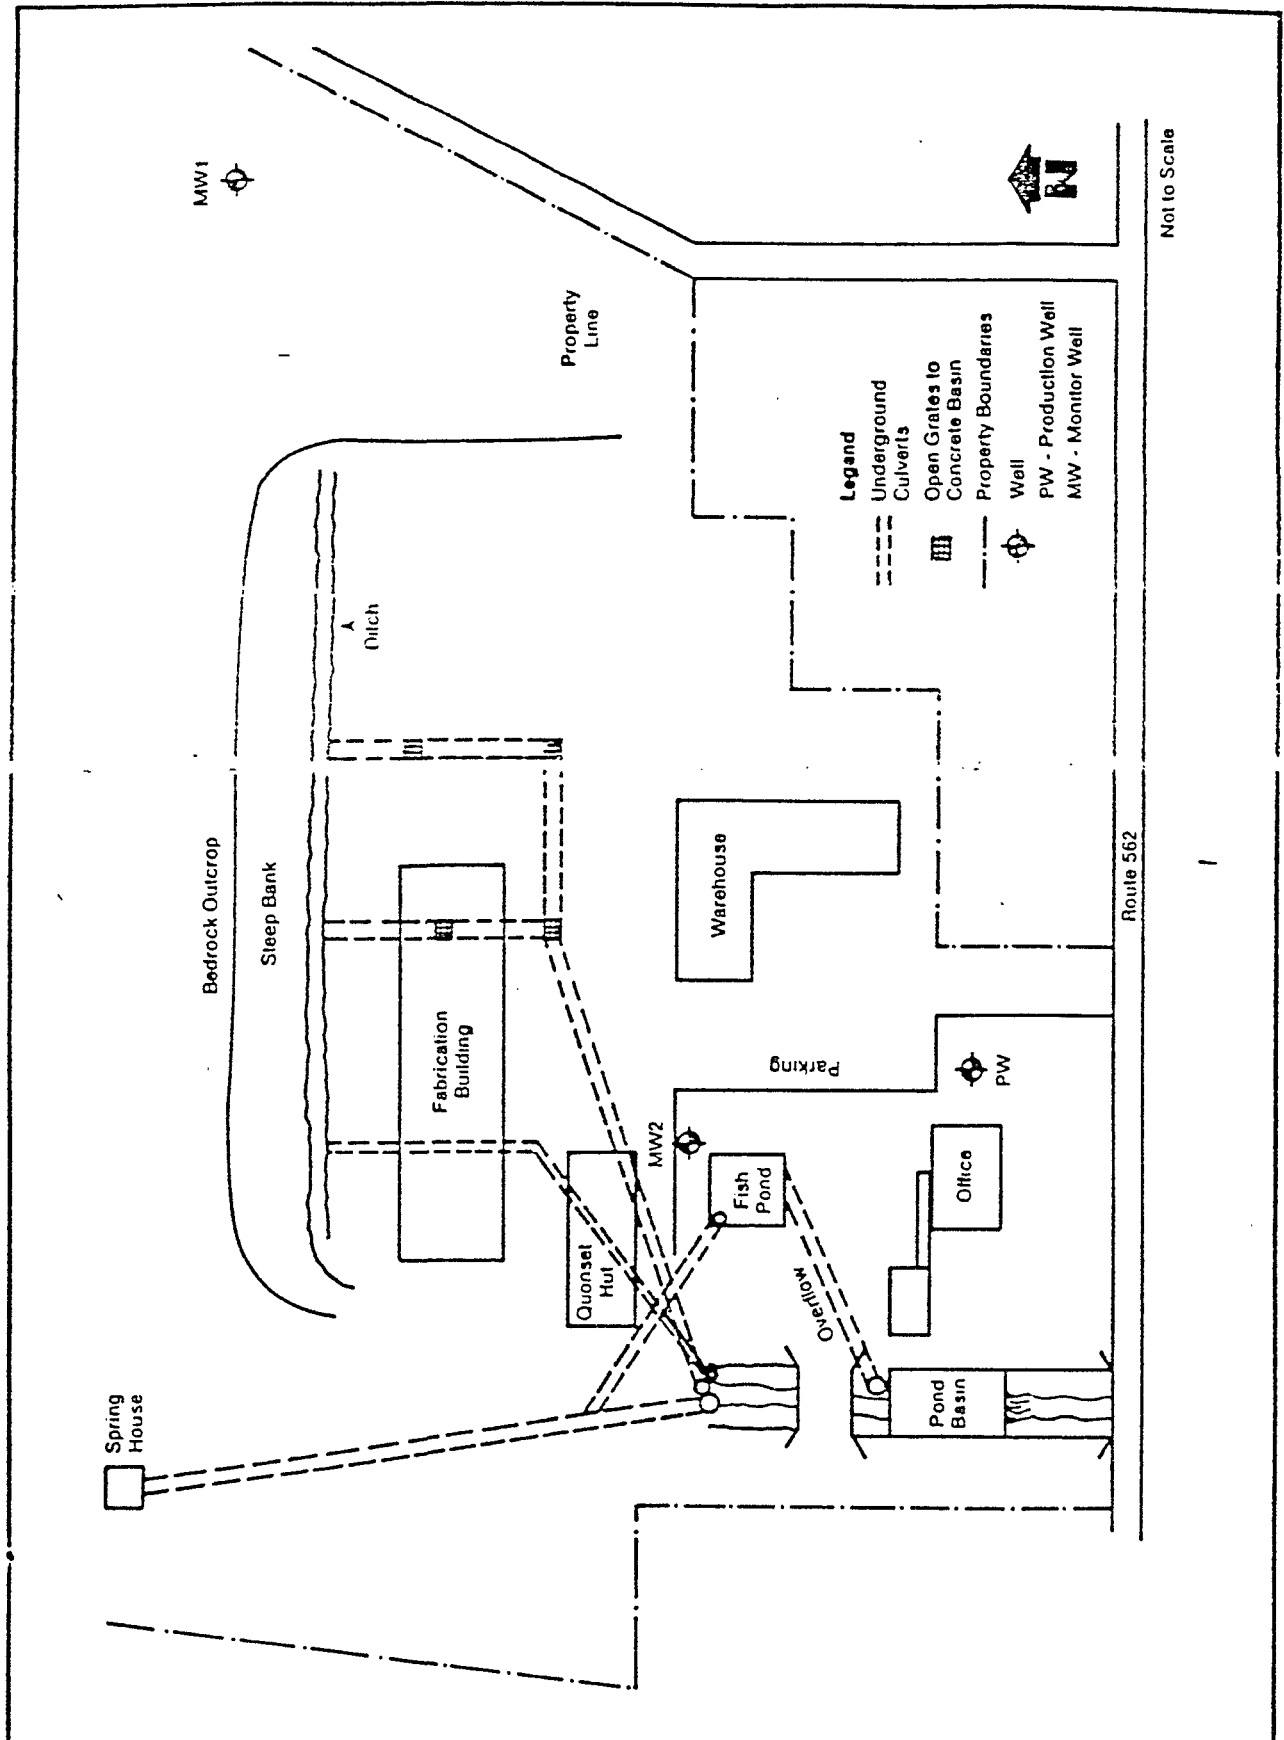 Spring
House
MW1
Bedrock Outcrop
Steep Bank
Ditch
Fabrication
Building
Property
Line
Quonset
Hut
MW2
Warehouse
Fish
Pond
Parking
Overflow
Pond
Basin
Office
PW
Legend
Underground
Culverts
Open Grates to
Concrete Basin
Property Boundaries
Well
PW - Production Well
MW - Monitor Well
Route 562
Not to Scale